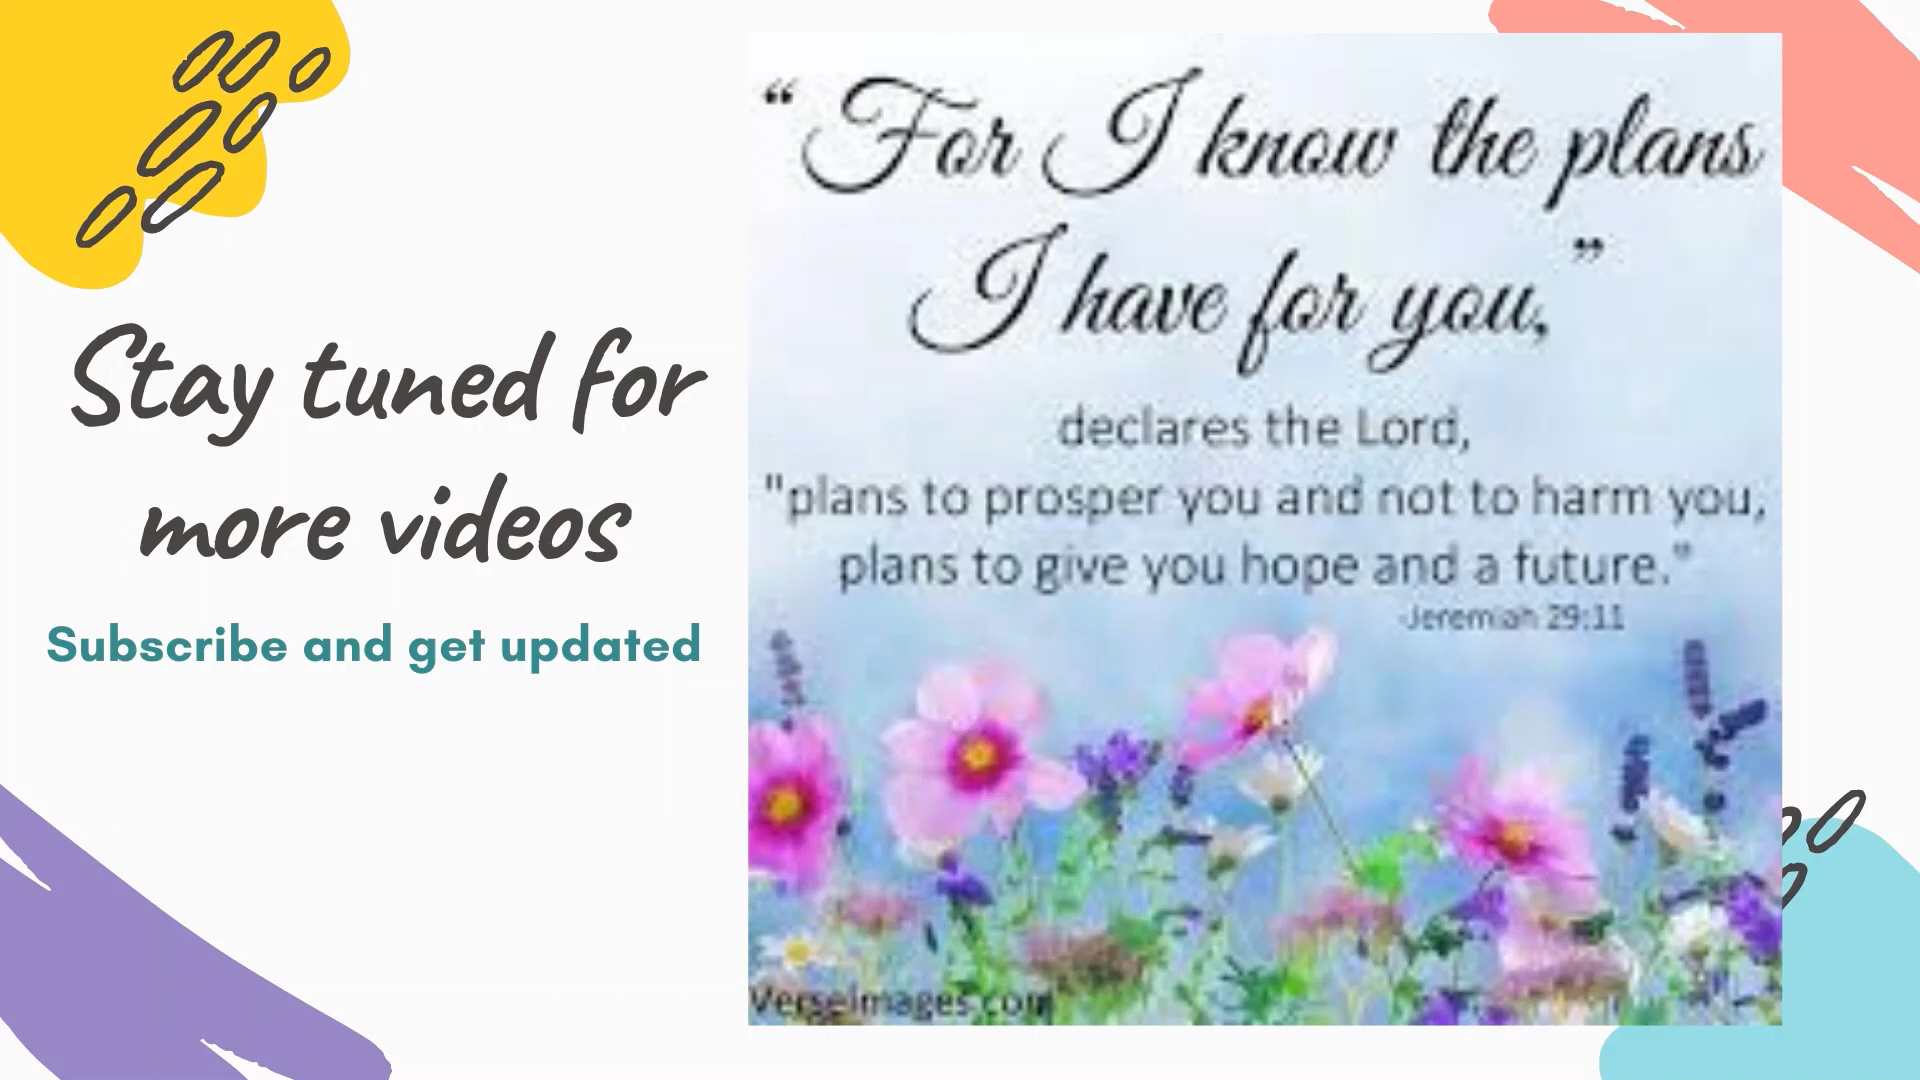 Stay tuned for
more videos
Subscribe and get updated
“For I know the plans
I have for you,”
declares the Lord,
"plans to prosper you and not to harm you,
plans to give you hope and a future."
-Jeremiah 29:11
VerseImages.com